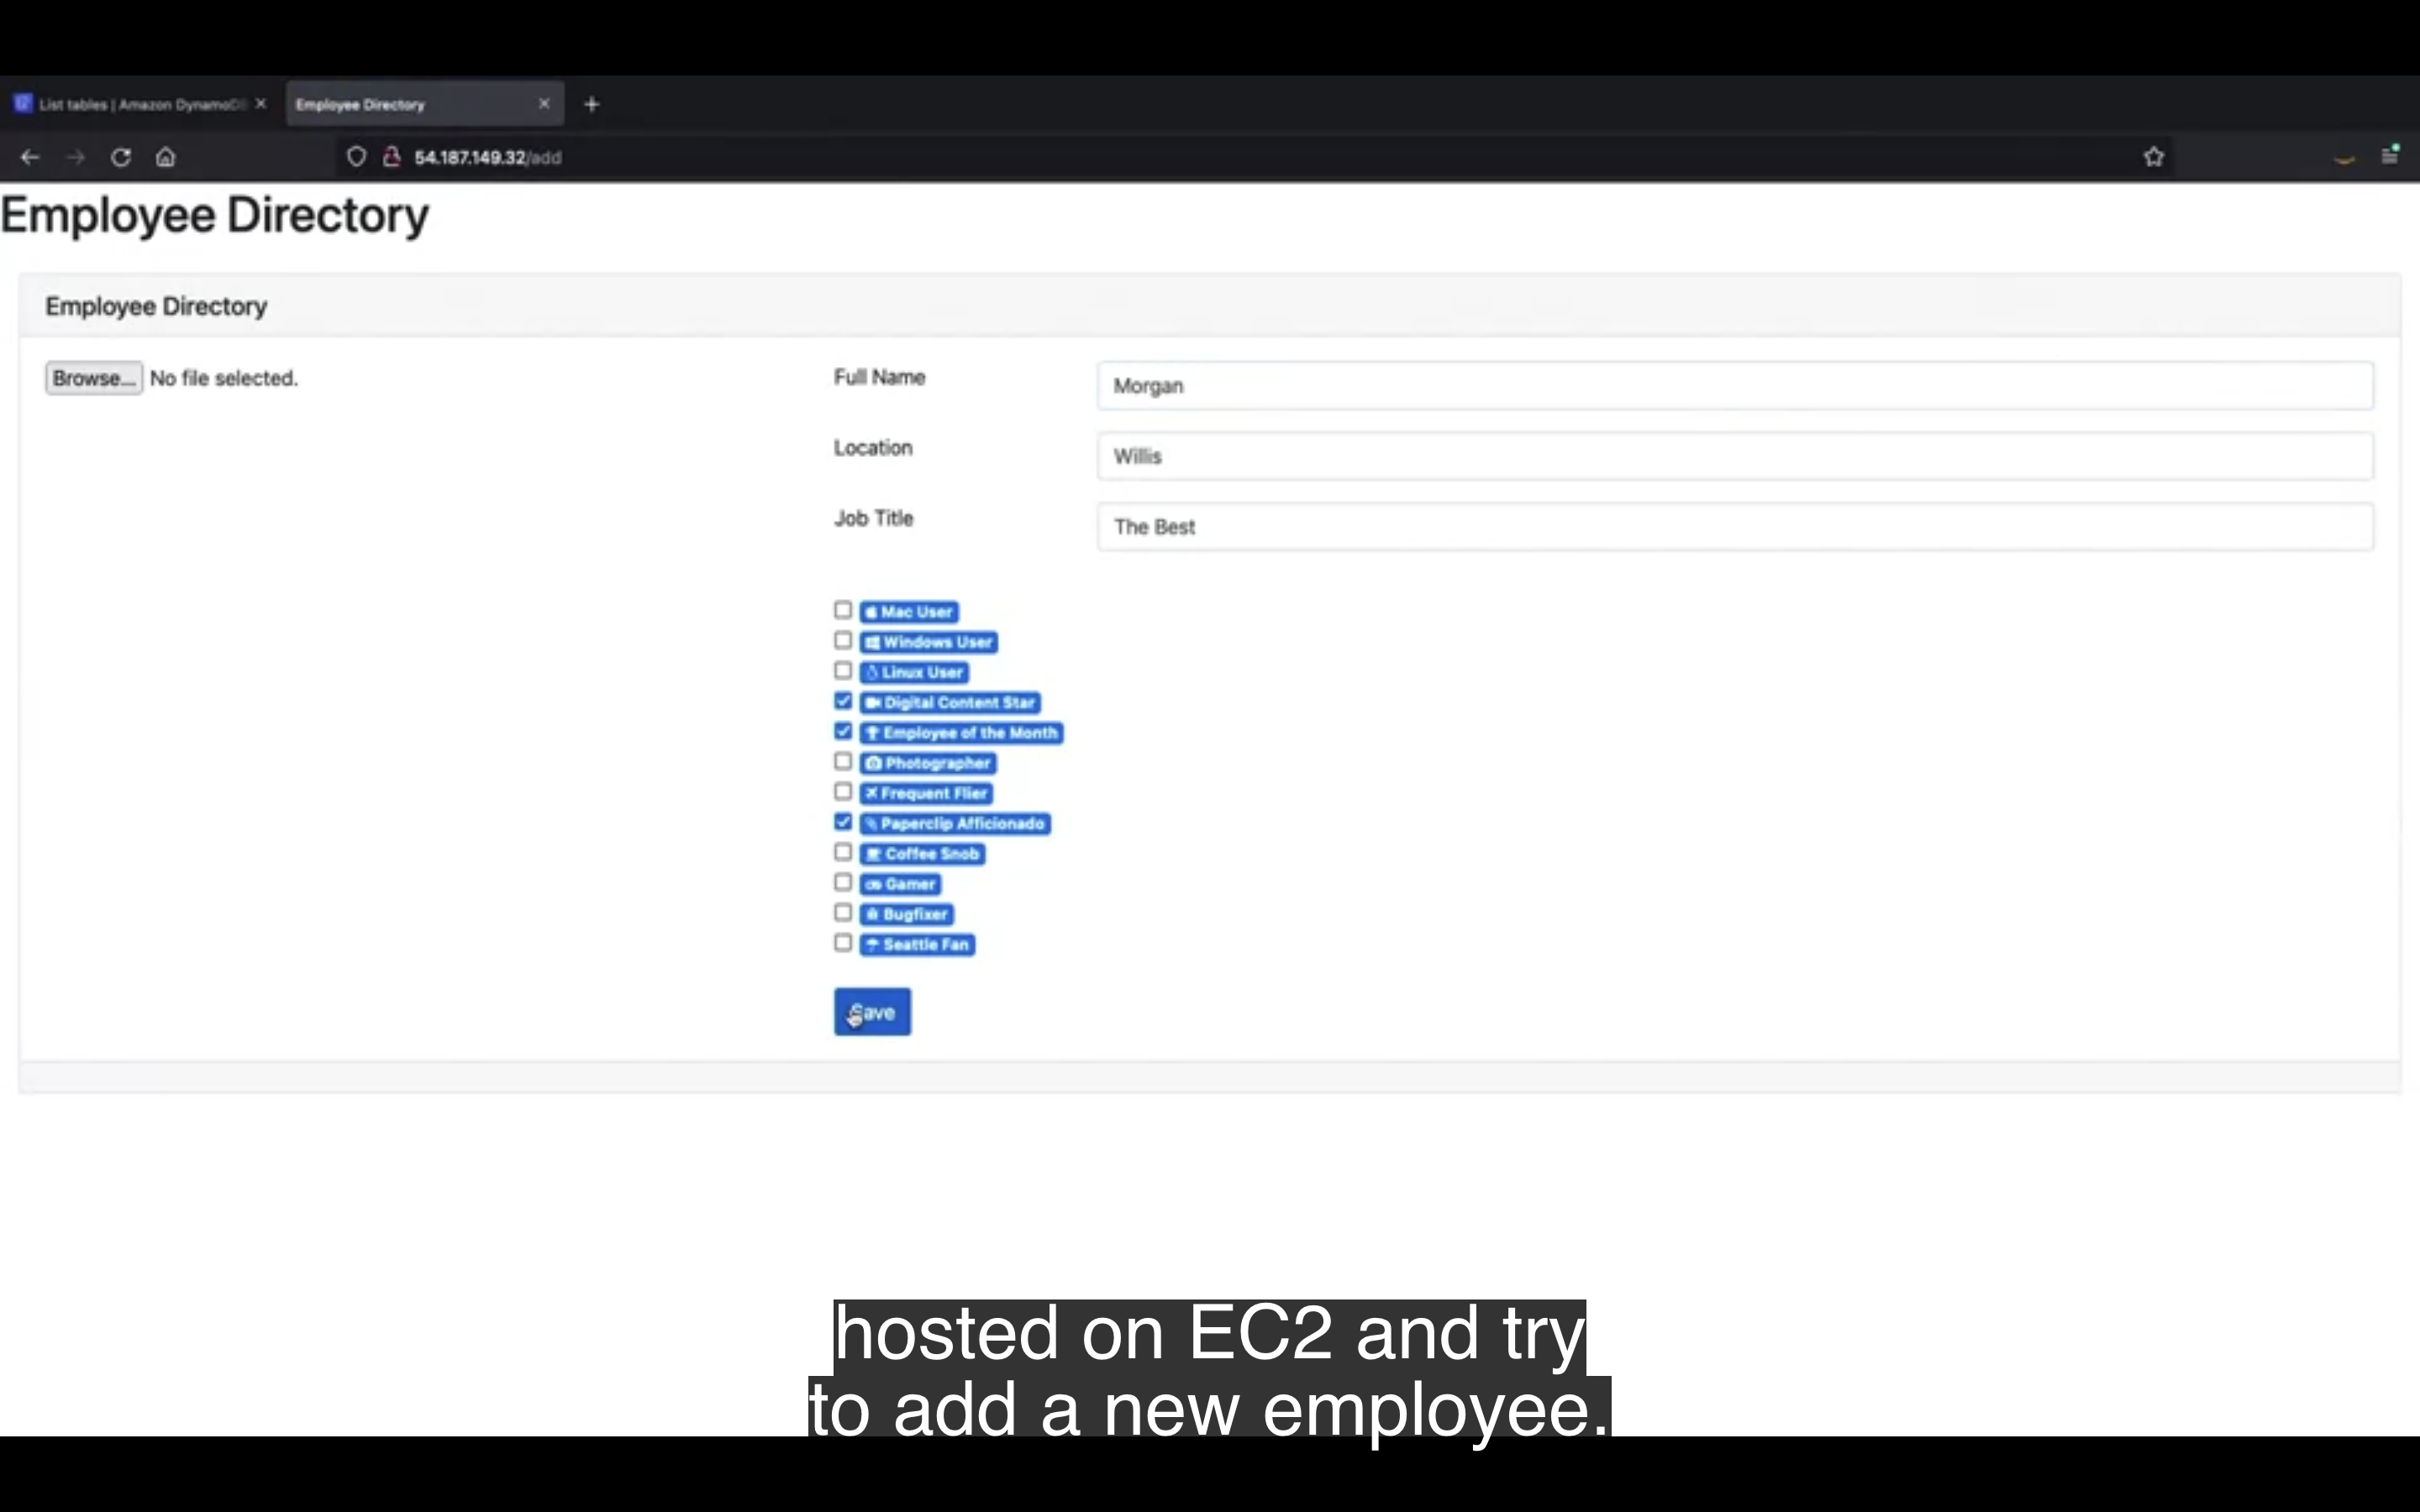 List tables | Amazon DynamoDB
Employee Directory
54.187.149.32/add
Employee Directory
Employee Directory
Browse... No file selected.
Full Name
Morgan
Location
Willis
Job Title
The Best
Mac User
Windows User
Linux User
Digital Content Star
Employee of the Month
Photographer
Frequent Flier
Paperclip Afficionado
Coffee Snob
Gamer
Bugfixer
Seattle Fan
Save
hosted on EC2 and try
to add a new employee.